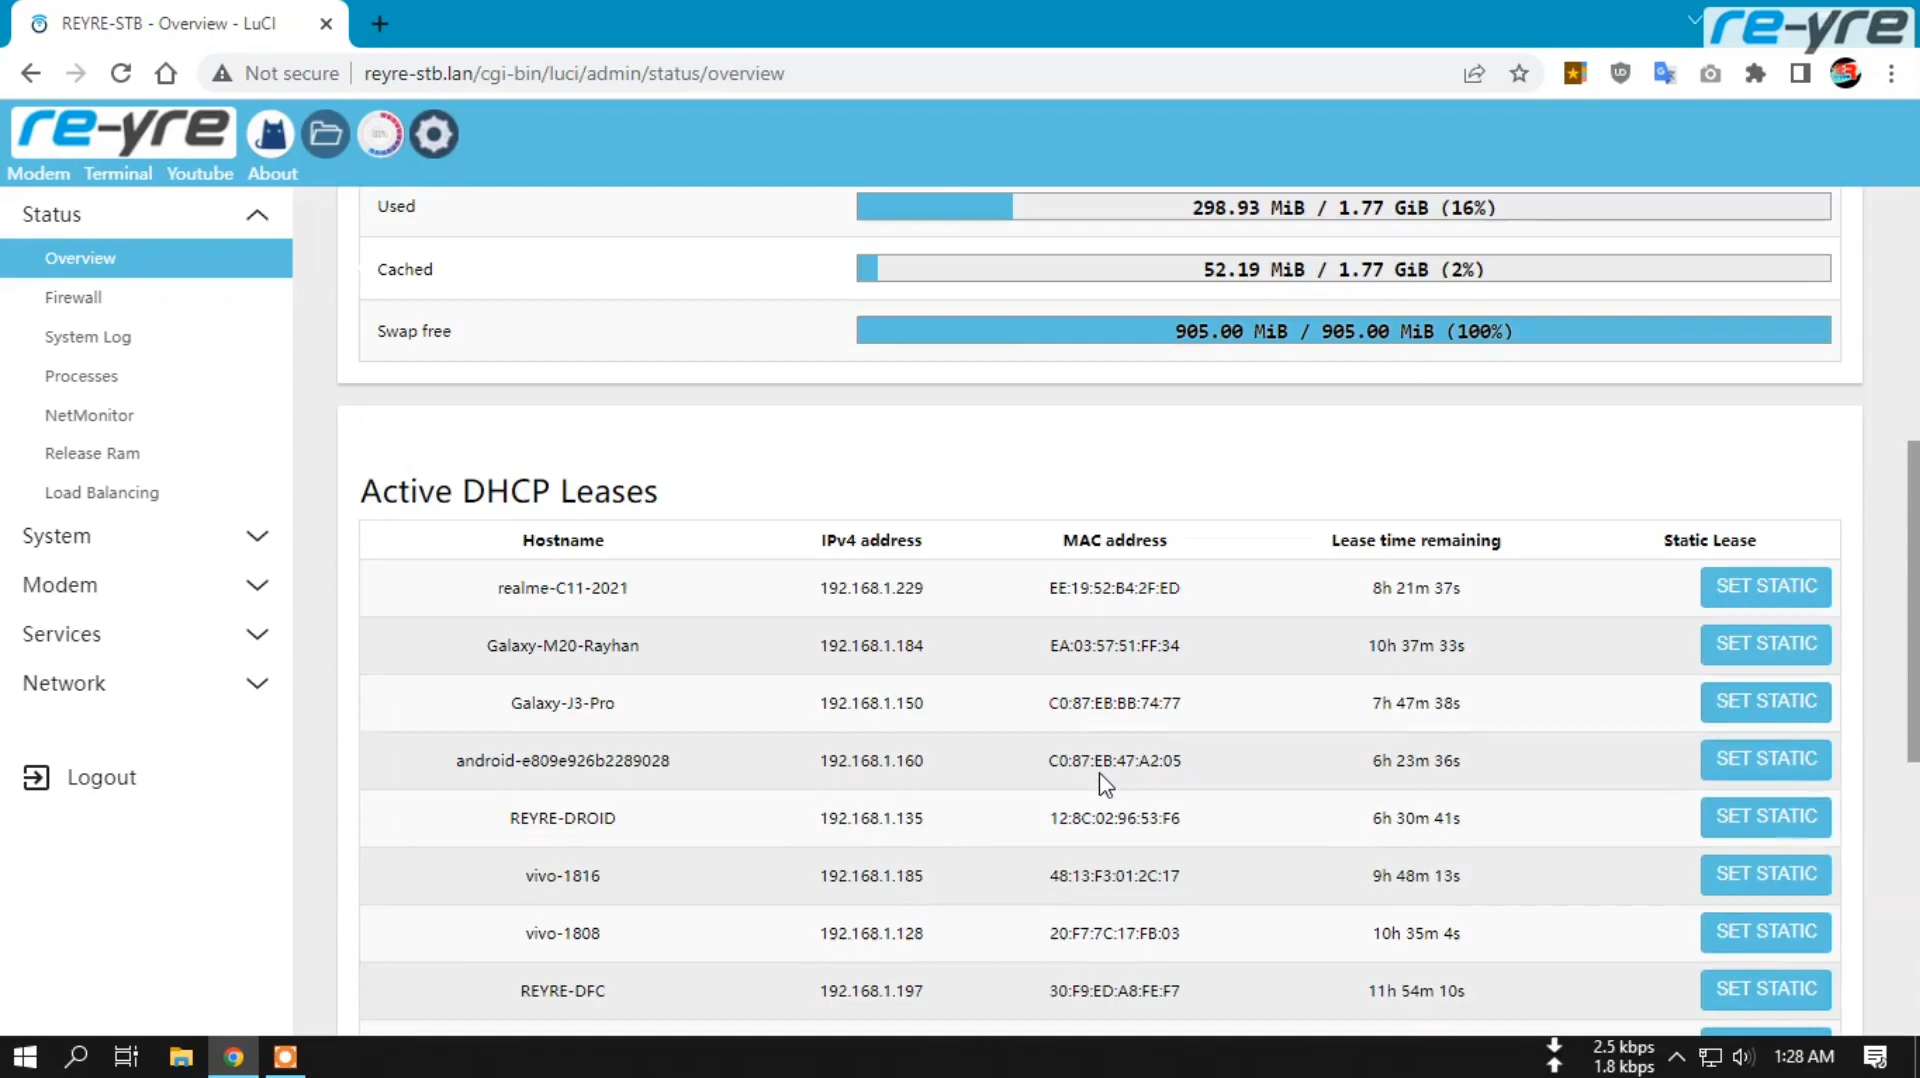 REYRE-STB - Overview - LuCI
re-yre
Not secure reyre-stb.lan/cgi-bin/luci/admin/status/overview
re-yre
Modem Terminal Youtube About
Status
Overview
Firewall
System Log
Processes
NetMonitor
Release Ram
Load Balancing
System
Modem
Services
Network
Logout
Used 298.93 MiB / 1.77 GiB (16%)
Cached 52.19 MiB / 1.77 GiB (2%)
Swap free 905.00 MiB / 905.00 MiB (100%)
Active DHCP Leases
Hostname IPv4 address MAC address Lease time remaining Static Lease
realme-C11-2021 192.168.1.229 EE:19:52:B4:2F:ED 8h 21m 37s SET STATIC
Galaxy-M20-Rayhan 192.168.1.184 EA:03:57:51:FF:34 10h 37m 33s SET STATIC
Galaxy-J3-Pro 192.168.1.150 C0:87:EB:BB:74:77 7h 47m 38s SET STATIC
android-e809e926b2289028 192.168.1.160 C0:87:EB:47:A2:05 6h 23m 36s SET STATIC
REYRE-DROID 192.168.1.135 12:8C:02:96:53:F6 6h 30m 41s SET STATIC
vivo-1816 192.168.1.185 48:13:F3:01:2C:17 9h 48m 13s SET STATIC
vivo-1808 192.168.1.128 20:F7:7C:17:FB:03 10h 35m 4s SET STATIC
REYRE-DFC 192.168.1.197 30:F9:ED:A8:FE:F7 11h 54m 10s SET STATIC
2.5 kbps
1.8 kbps
1:28 AM